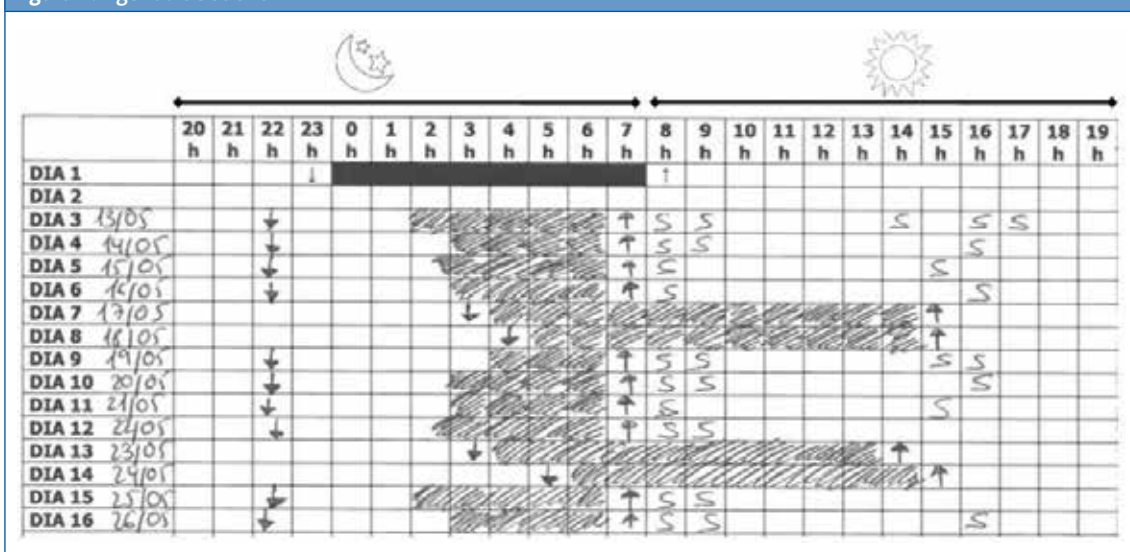 20 h 21 h 22 h 23 h 0 h 1 h 2 h 3 h 4 h 5 h 6 h 7 h 8 h 9 h 10 h 11 h 12 h 13 h 14 h 15 h 16 h 17 h 18 h 19 h
DIA 1 ↓ ↑
DIA 2
DIA 3 13/05 ↓ ↑ S S S S S
DIA 4 14/05 ↓ ↑ S S S
DIA 5 15/05 ↓ ↑ S S
DIA 6 16/05 ↓ ↑ S S
DIA 7 17/05 ↓ ↑
DIA 8 18/05 ↓ ↑
DIA 9 19/05 ↓ ↑ S S S S
DIA 10 20/05 ↓ ↑ S S S
DIA 11 21/05 ↓ ↑ S S
DIA 12 22/05 ↓ ↑ S S
DIA 13 23/05 ↓ ↑
DIA 14 24/05 ↓ ↑
DIA 15 25/05 ↓ ↑ S S
DIA 16 26/05 ↓ ↑ S S S